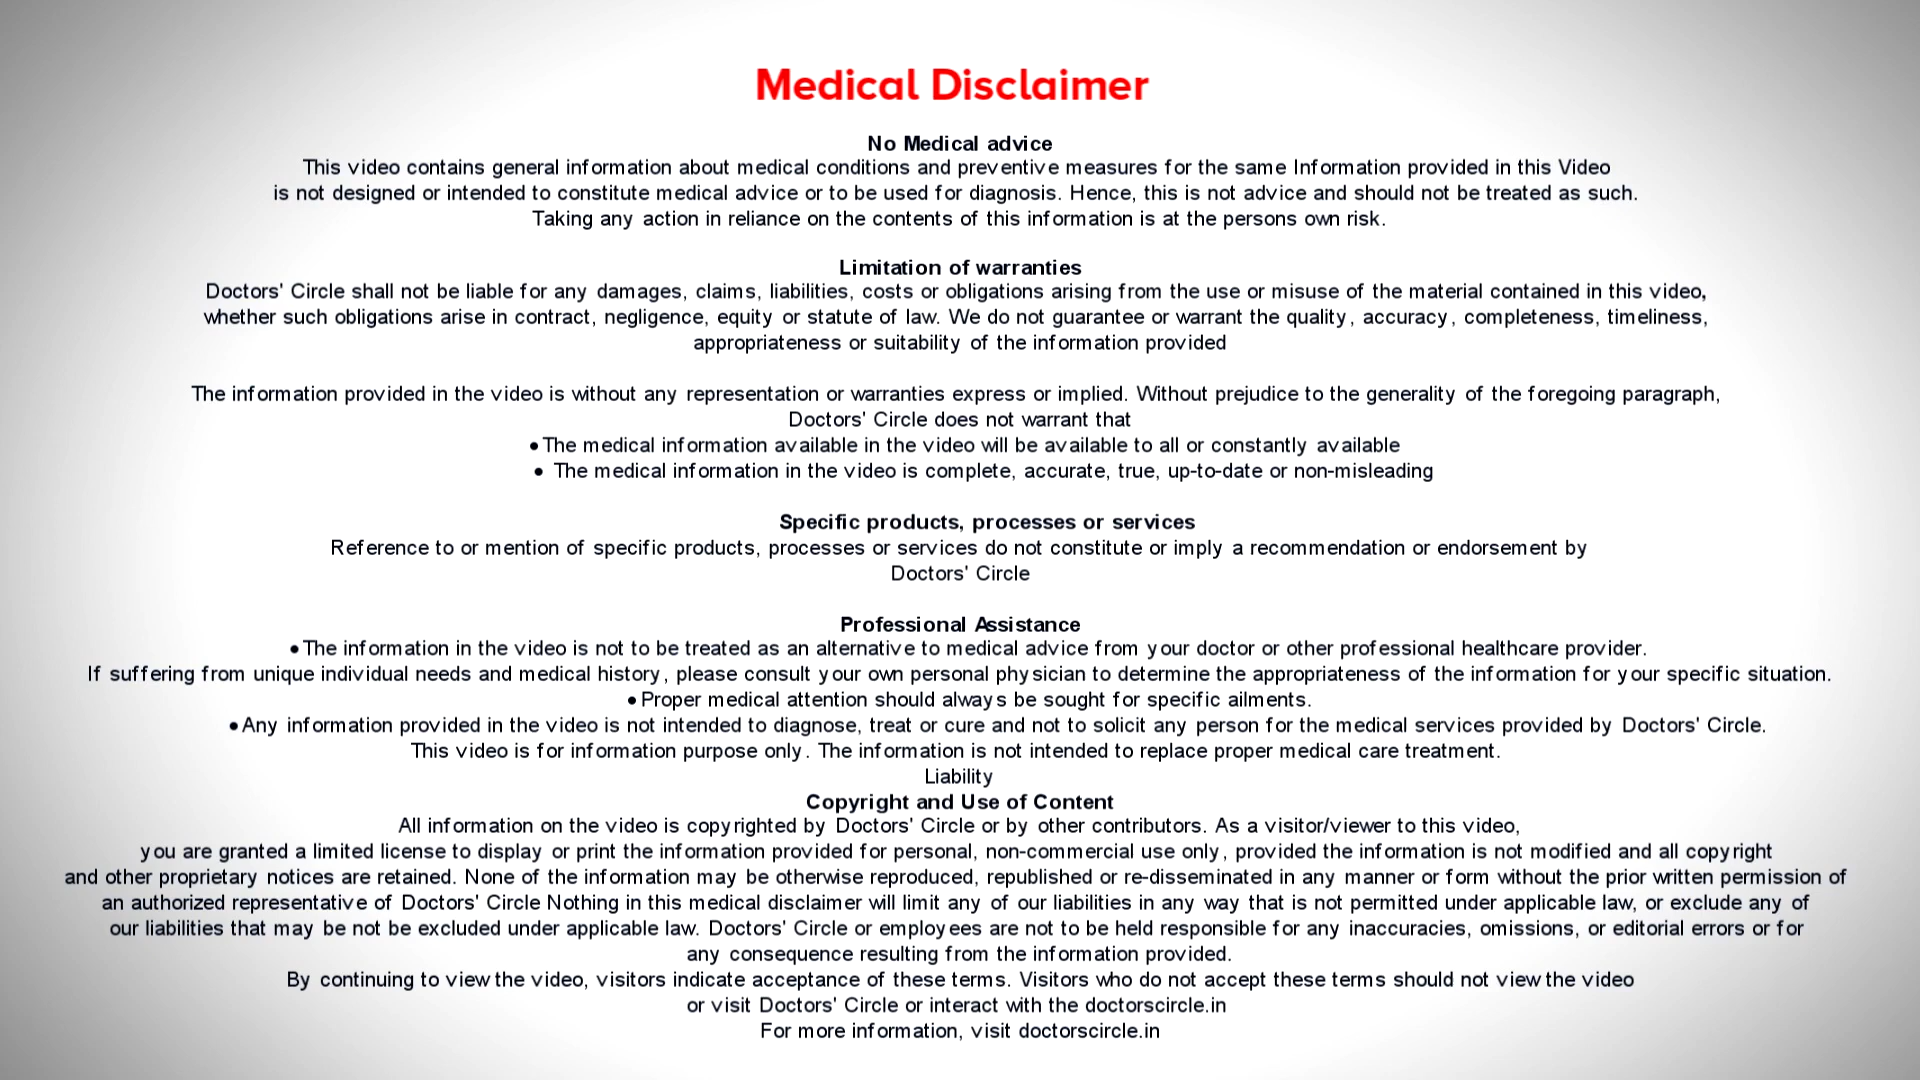 Medical Disclaimer
No Medical advice
This video contains general information about medical conditions and preventive measures for the same Information provided in this Video
is not designed or intended to constitute medical advice or to be used for diagnosis. Hence, this is not advice and should not be treated as such.
Taking any action in reliance on the contents of this information is at the persons own risk.
Limitation of warranties
Doctors' Circle shall not be liable for any damages, claims, liabilities, costs or obligations arising from the use or misuse of the material contained in this video,
whether such obligations arise in contract, negligence, equity or statute of law. We do not guarantee or warrant the quality, accuracy, completeness, timeliness,
appropriateness or suitability of the information provided
The information provided in the video is without any representation or warranties express or implied. Without prejudice to the generality of the foregoing paragraph,
Doctors' Circle does not warrant that
• The medical information available in the video will be available to all or constantly available
• The medical information in the video is complete, accurate, true, up-to-date or non-misleading
Specific products, processes or services
Reference to or mention of specific products, processes or services do not constitute or imply a recommendation or endorsement by
Doctors' Circle
Professional Assistance
• The information in the video is not to be treated as an alternative to medical advice from your doctor or other professional healthcare provider.
If suffering from unique individual needs and medical history, please consult your own personal physician to determine the appropriateness of the information for your specific situation.
• Proper medical attention should always be sought for specific ailments.
• Any information provided in the video is not intended to diagnose, treat or cure and not to solicit any person for the medical services provided by Doctors' Circle.
This video is for information purpose only. The information is not intended to replace proper medical care treatment.
Liability
Copyright and Use of Content
All information on the video is copyrighted by Doctors' Circle or by other contributors. As a visitor/viewer to this video,
you are granted a limited license to display or print the information provided for personal, non-commercial use only, provided the information is not modified and all copyright
and other proprietary notices are retained. None of the information may be otherwise reproduced, republished or re-disseminated in any manner or form without the prior written permission of
an authorized representative of Doctors' Circle Nothing in this medical disclaimer will limit any of our liabilities in any way that is not permitted under applicable law, or exclude any of
our liabilities that may be not be excluded under applicable law. Doctors' Circle or employees are not to be held responsible for any inaccuracies, omissions, or editorial errors or for
any consequence resulting from the information provided.
By continuing to view the video, visitors indicate acceptance of these terms. Visitors who do not accept these terms should not view the video
or visit Doctors' Circle or interact with the doctorscircle.in
For more information, visit doctorscircle.in